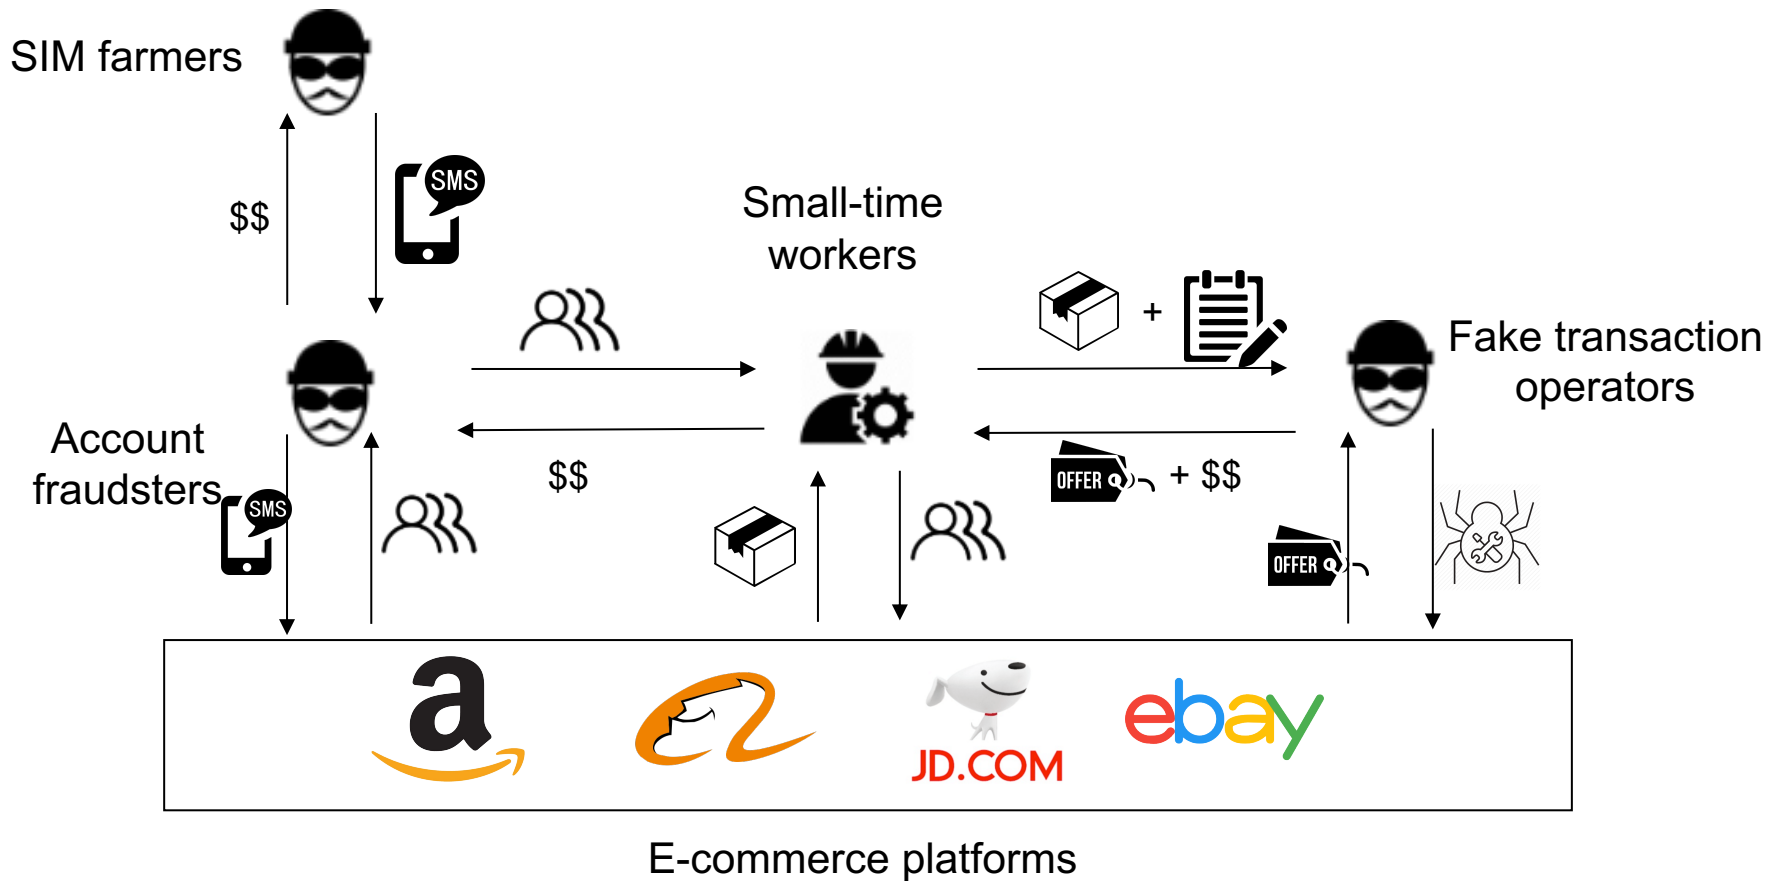 SIM farmers
SMS
$$
Small-time
workers
+
Fake transaction
operators
Account
fraudsters
SMS
$$
OFFER + $$
OFFER
a
ebay
JD.COM
E-commerce platforms